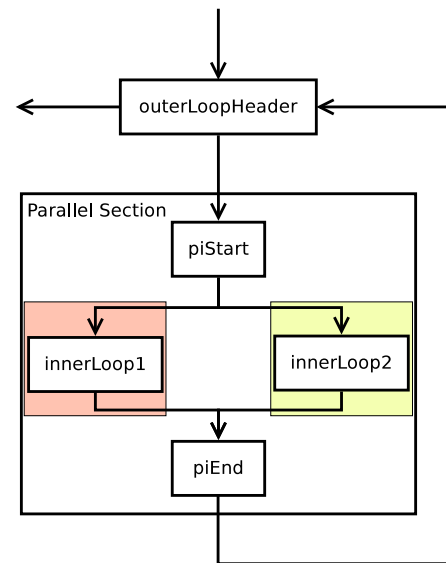 outerLoopHeader
Parallel Section
piStart
innerLoop1
innerLoop2
piEnd